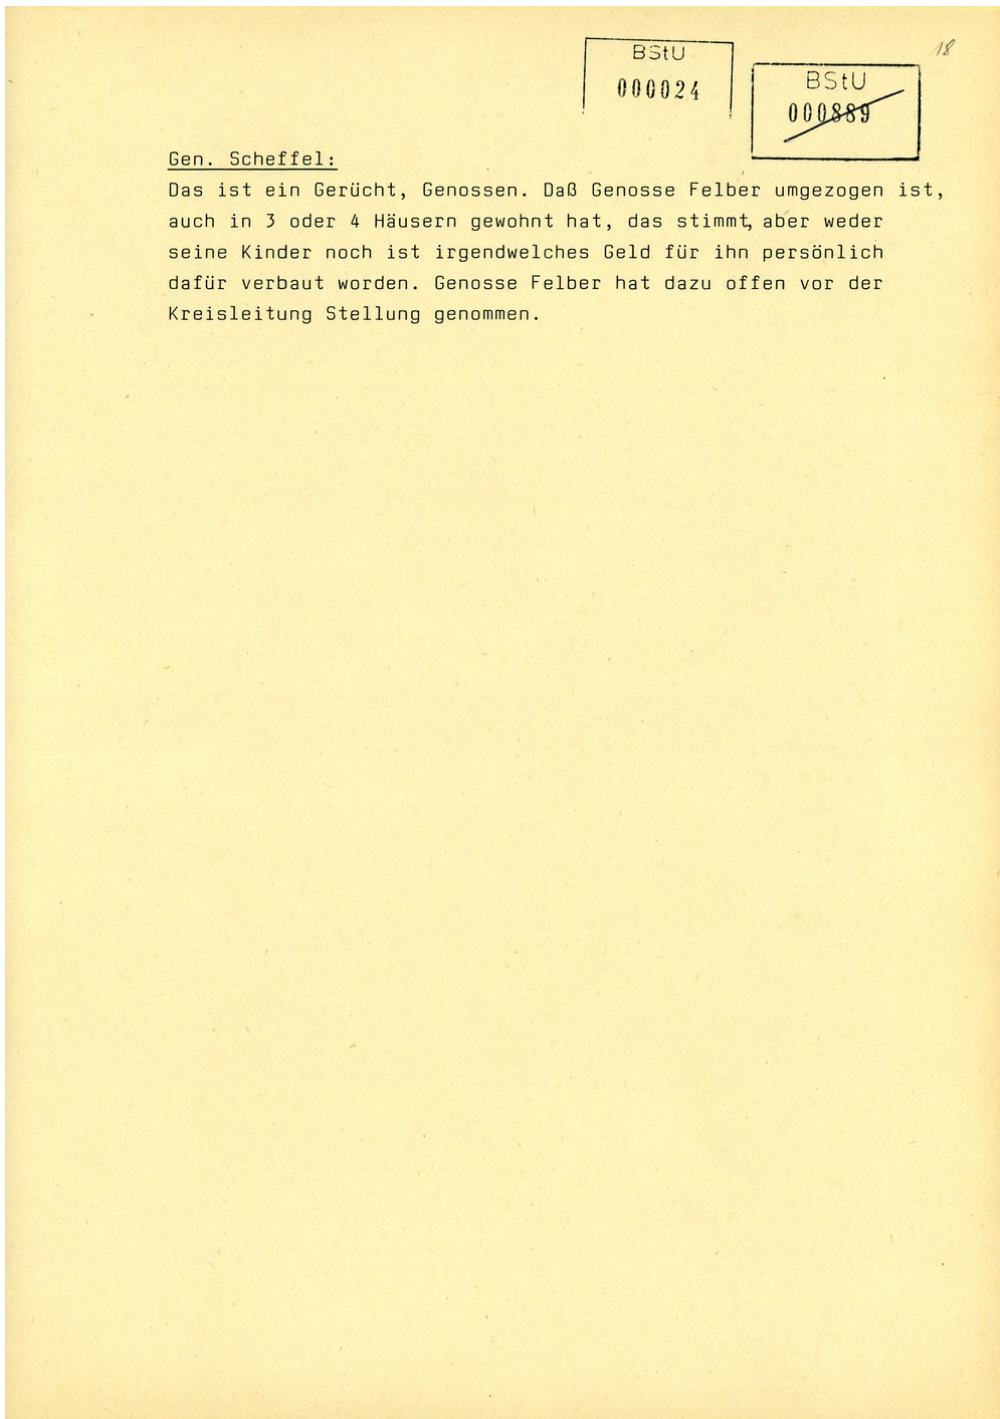 18
BStU
000024
BStU
000889
Gen. Scheffel:
Das ist ein Gerücht, Genossen. Daß Genosse Felber umgezogen ist,
auch in 3 oder 4 Häusern gewohnt hat, das stimmt, aber weder
seine Kinder noch ist irgendwelches Geld für ihn persönlich
dafür verbaut worden. Genosse Felber hat dazu offen vor der
Kreisleitung Stellung genommen.